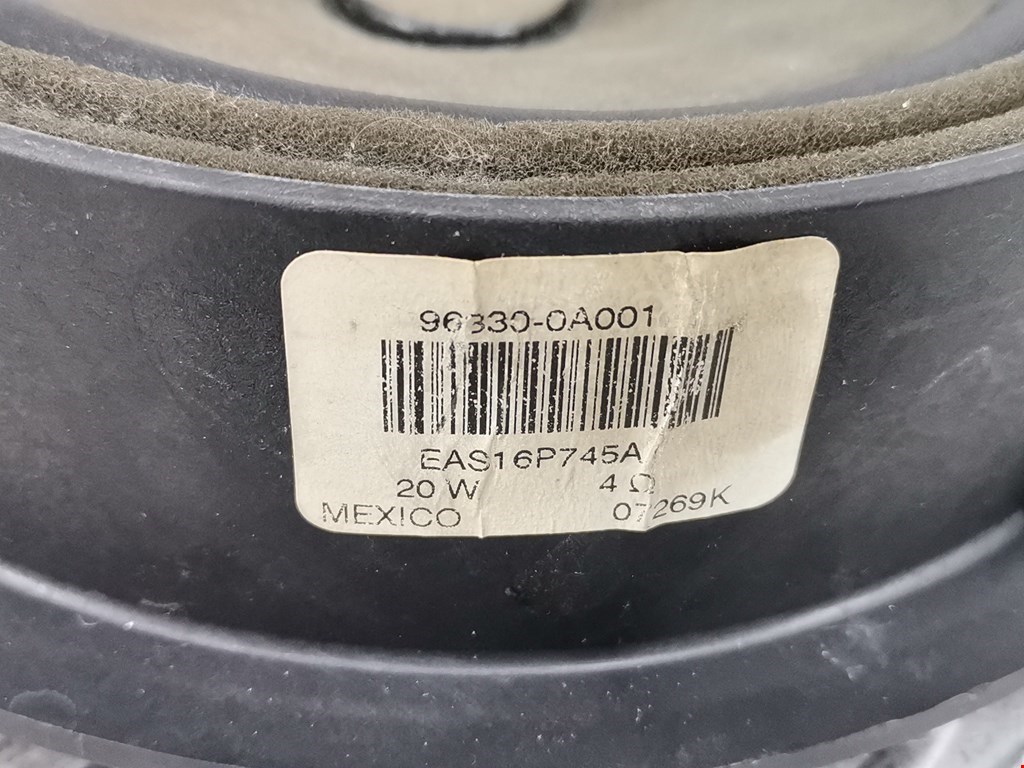 96330-0A001
EAS16P745A
20 W 4 Ω
MEXICO 07269K